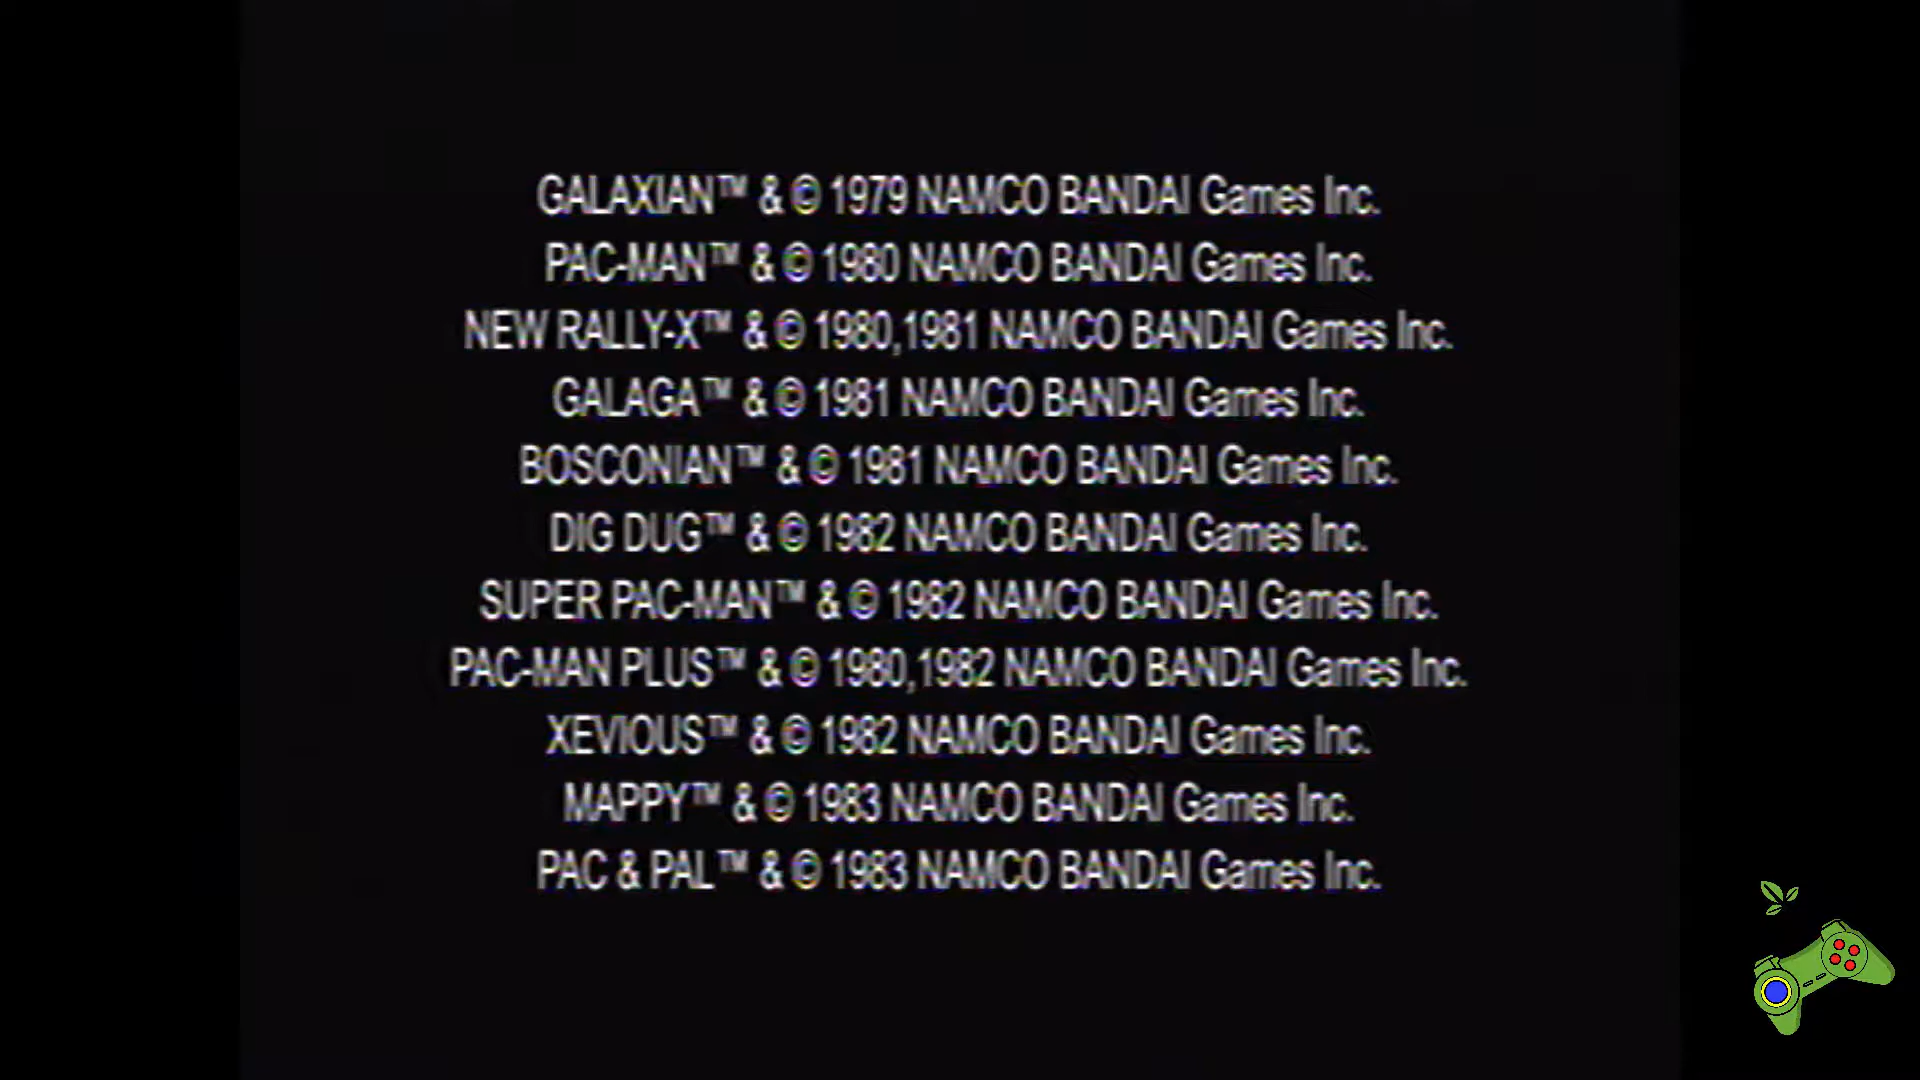 GALAXIAN™ & © 1979 NAMCO BANDAI Games Inc.
PAC-MAN™ & © 1980 NAMCO BANDAI Games Inc.
NEW RALLY-X™ & © 1980,1981 NAMCO BANDAI Games Inc.
GALAGA™ & © 1981 NAMCO BANDAI Games Inc.
BOSCONIAN™ & © 1981 NAMCO BANDAI Games Inc.
DIG DUG™ & © 1982 NAMCO BANDAI Games Inc.
SUPER PAC-MAN™ & © 1982 NAMCO BANDAI Games Inc.
PAC-MAN PLUS™ & © 1980,1982 NAMCO BANDAI Games Inc.
XEVIOUS™ & © 1982 NAMCO BANDAI Games Inc.
MAPPY™ & © 1983 NAMCO BANDAI Games Inc.
PAC & PAL™ & © 1983 NAMCO BANDAI Games Inc.